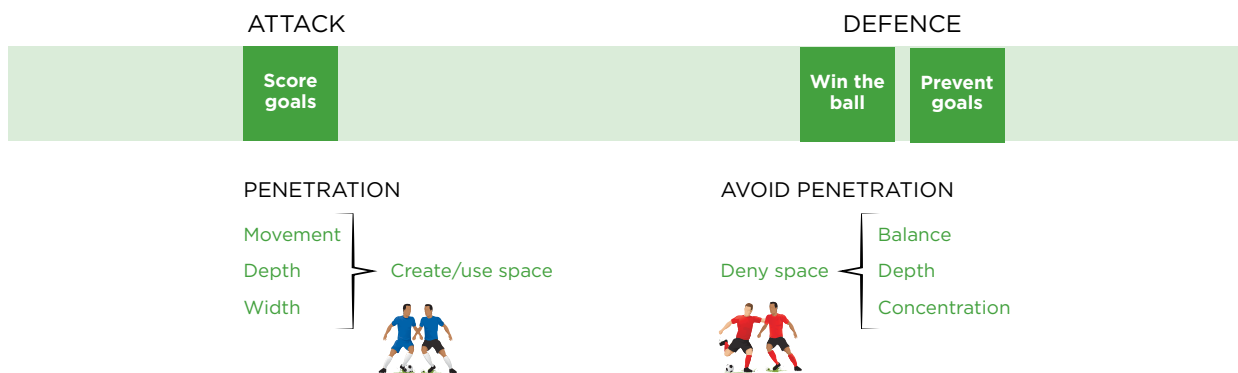 ATTACK
DEFENCE
Score
goals
Win the
ball
Prevent
goals
PENETRATION
Movement
Depth
Width
Create/use space
AVOID PENETRATION
Deny space
Balance
Depth
Concentration